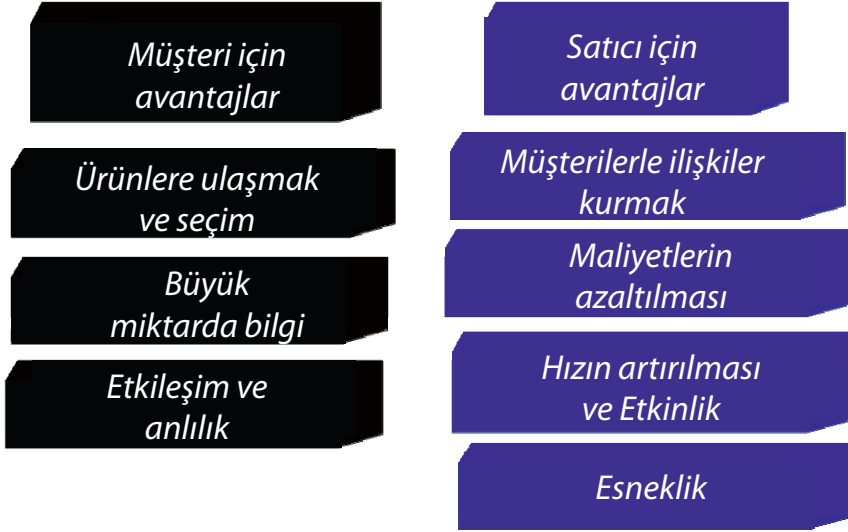 Müşteri için
avantajlar
Ürünlere ulaşmak
ve seçim
Büyük
miktarda bilgi
Etkileşim ve
anlılık
Satıcı için
avantajlar
Müşterilerle ilişkiler
kurmak
Maliyetlerin
azaltılması
Hızın artırılması
ve Etkinlik
Esneklik